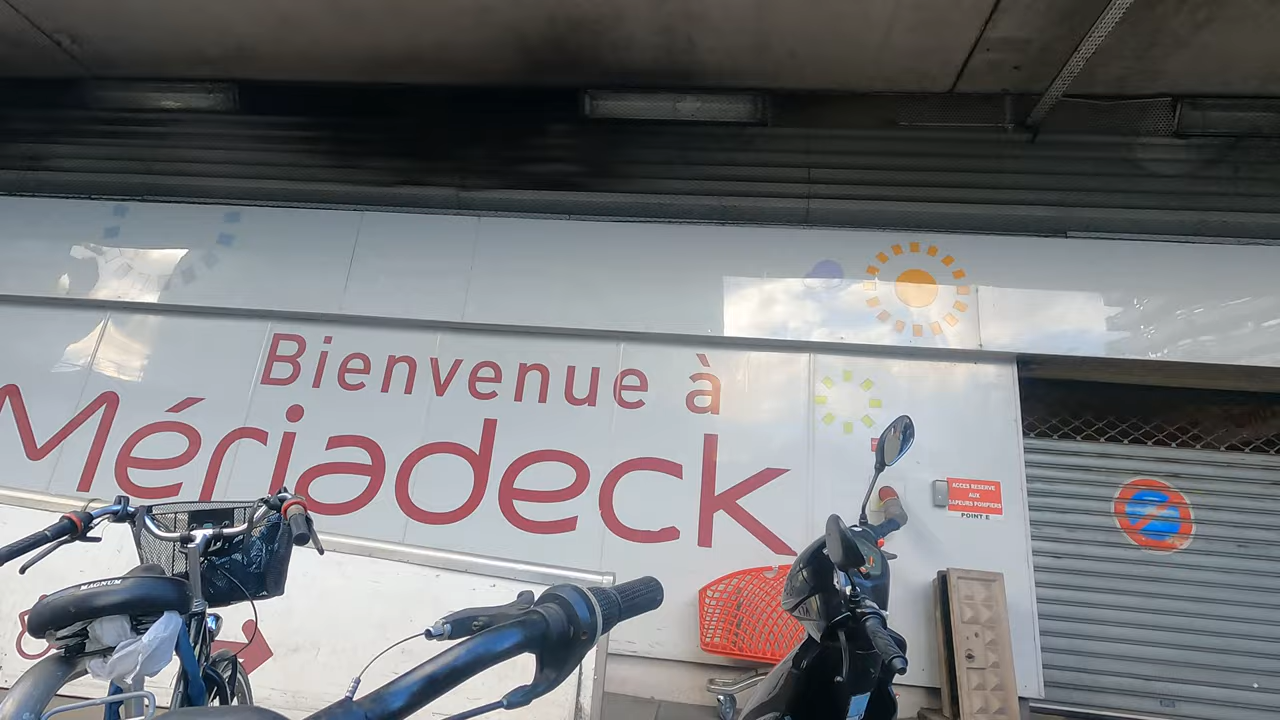 Bienvenue à
Mériadeck
ACCES RESERVE
AUX
SAPEURS POMPIERS
POINT E
MAGNUM